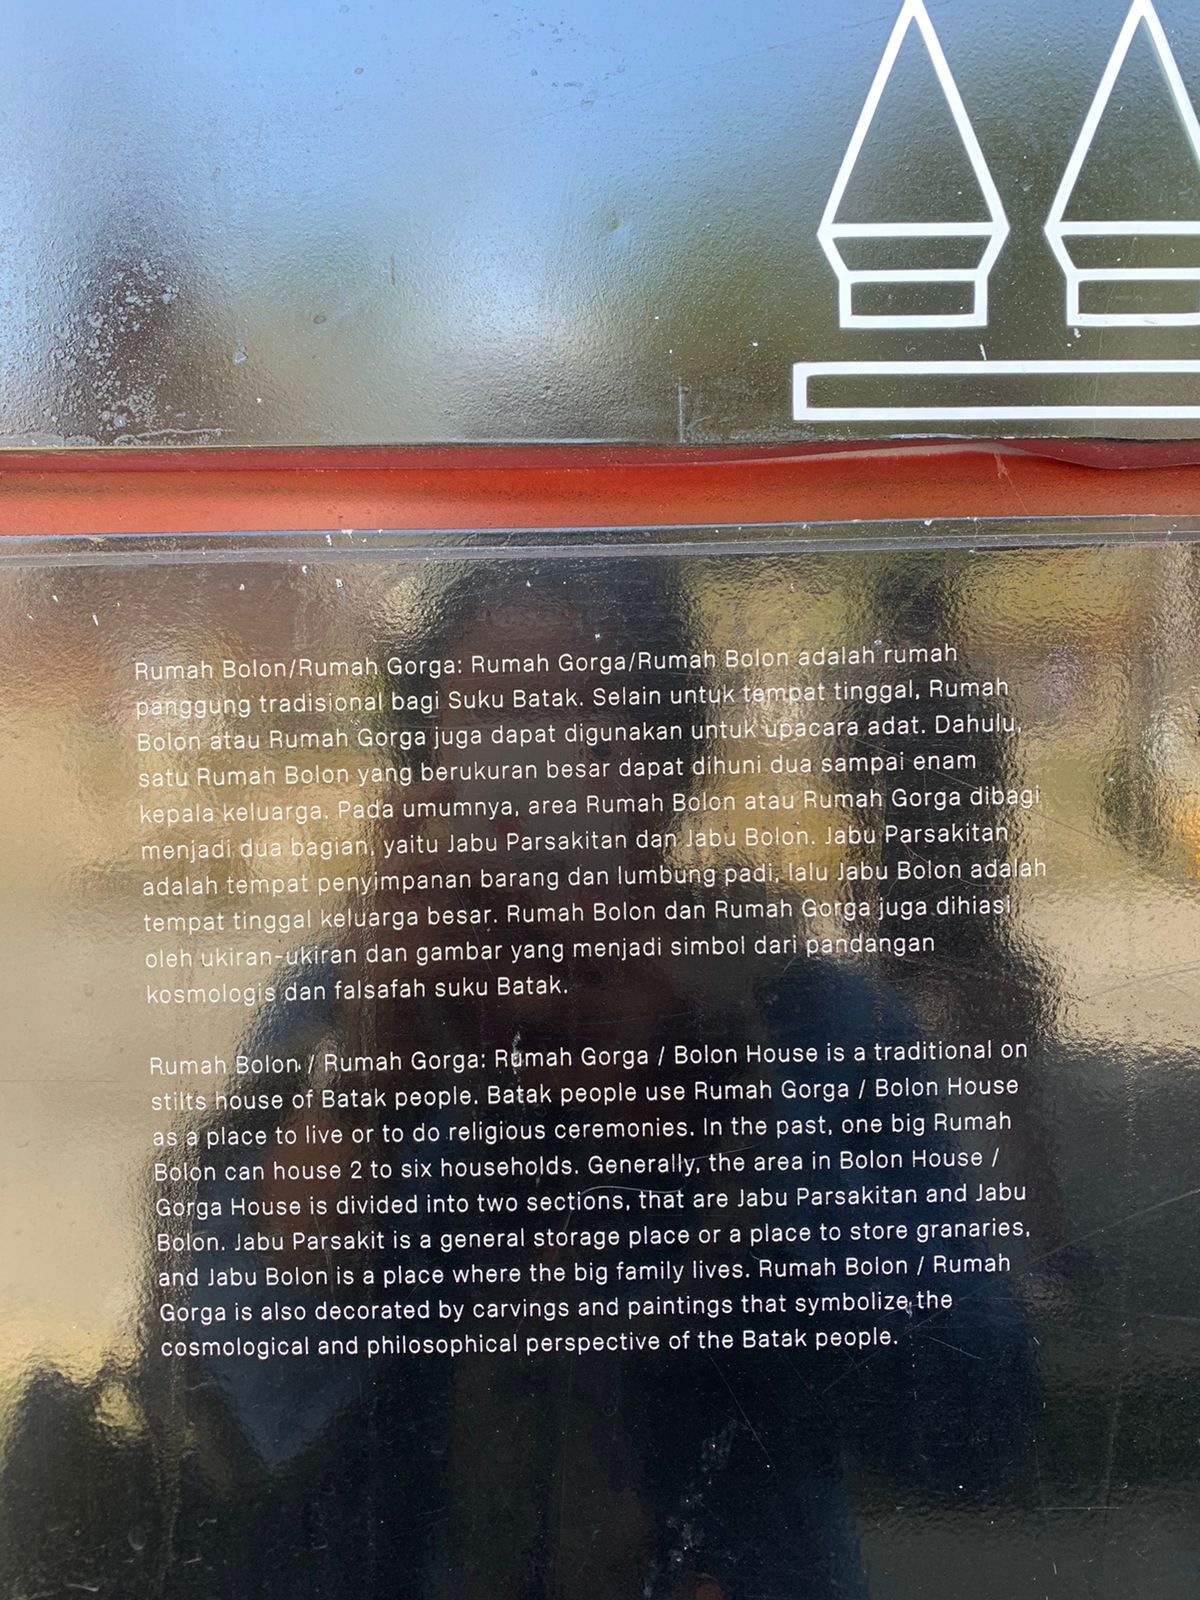 Rumah Bolon/Rumah Gorga: Rumah Gorga/Rumah Bolon adalah rumah
panggung tradisional bagi Suku Batak. Selain untuk tempat tinggal, Rumah
Bolon atau Rumah Gorga juga dapat digunakan untuk upacara adat. Dahulu,
satu Rumah Bolon yang berukuran besar dapat dihuni dua sampai enam
kepala keluarga. Pada umumnya, area Rumah Bolon atau Rumah Gorga dibagi
menjadi dua bagian, yaitu Jabu Parsakitan dan Jabu Bolon. Jabu Parsakitan
adalah tempat penyimpanan barang dan lumbung padi, lalu Jabu Bolon adalah
tempat tinggal keluarga besar. Rumah Bolon dan Rumah Gorga juga dihiasi
oleh ukiran-ukiran dan gambar yang menjadi simbol dari pandangan
kosmologis dan falsafah suku Batak.
Rumah Bolon / Rumah Gorga: Rumah Gorga / Bolon House is a traditional on
stilts house of Batak people. Batak people use Rumah Gorga / Bolon House
as a place to live or to do religious ceremonies. In the past, one big Rumah
Bolon can house 2 to six households. Generally, the area in Bolon House /
Gorga House is divided into two sections, that are Jabu Parsakitan and Jabu
Bolon. Jabu Parsakit is a general storage place or a place to store granaries,
and Jabu Bolon is a place where the big family lives. Rumah Bolon / Rumah
Gorga is also decorated by carvings and paintings that symbolize the
cosmological and philosophical perspective of the Batak people.